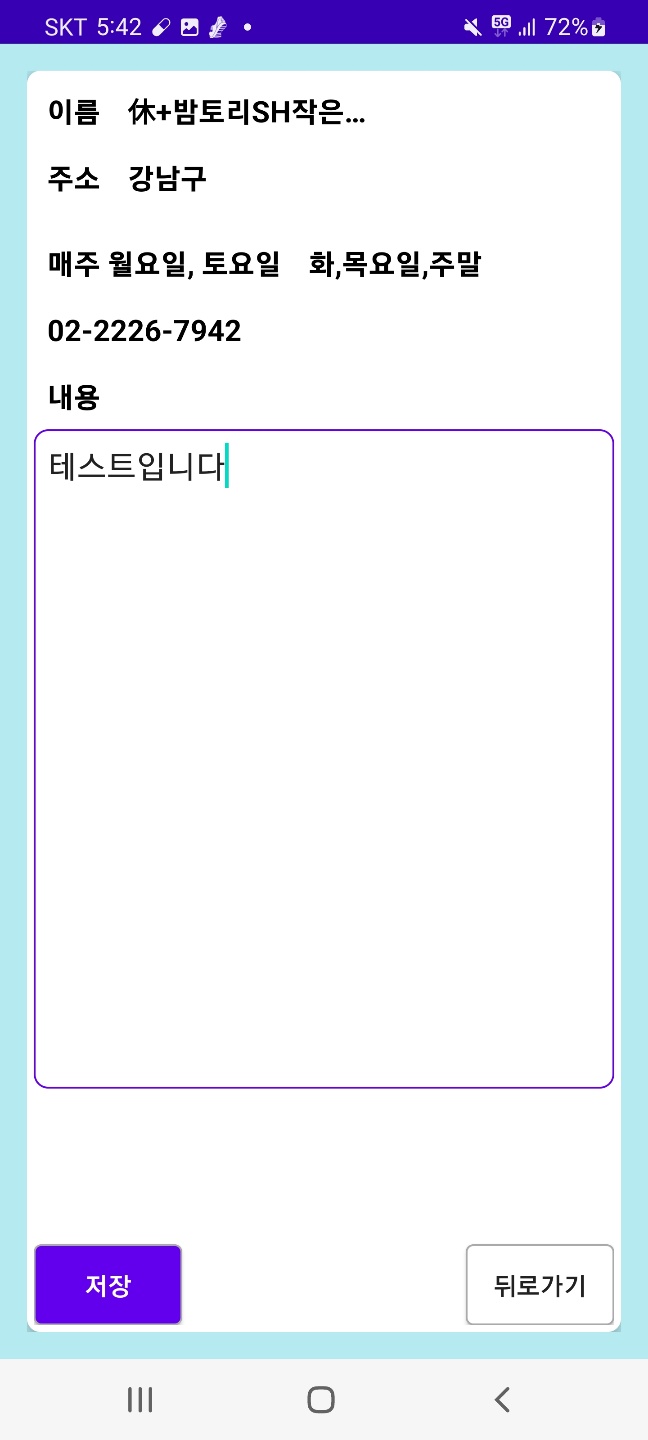 SKT 5:42 5G 72%
이름 休+밤토리SH작은...
주소 강남구
매주 월요일, 토요일 화,목요일,주말
02-2226-7942
내용
테스트입니다
저장 뒤로가기